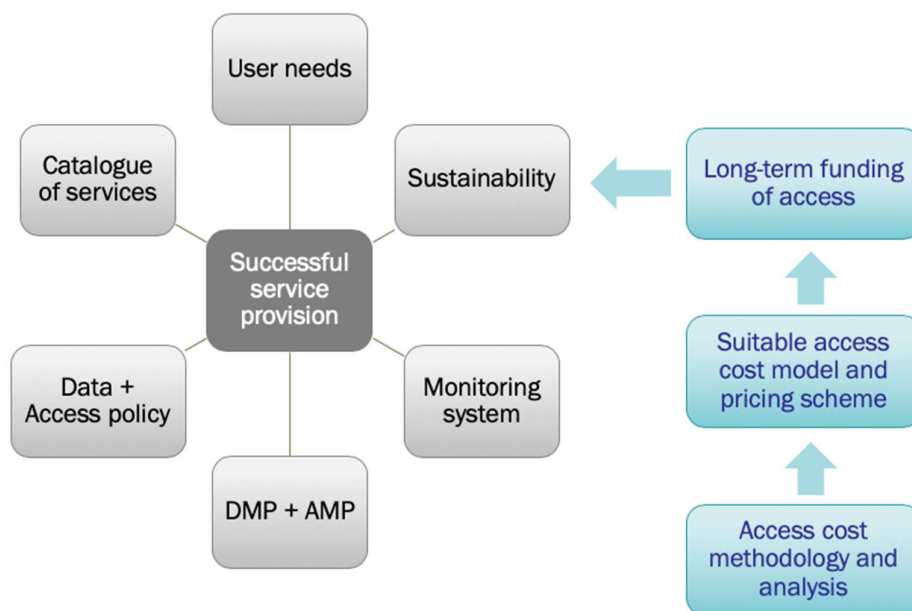 User needs
Catalogue
of services
Sustainability
Successful
service
provision
Data +
Access policy
Monitoring
system
DMP + AMP
Long-term funding
of access
Suitable access
cost model and
pricing scheme
Access cost
methodology and
analysis